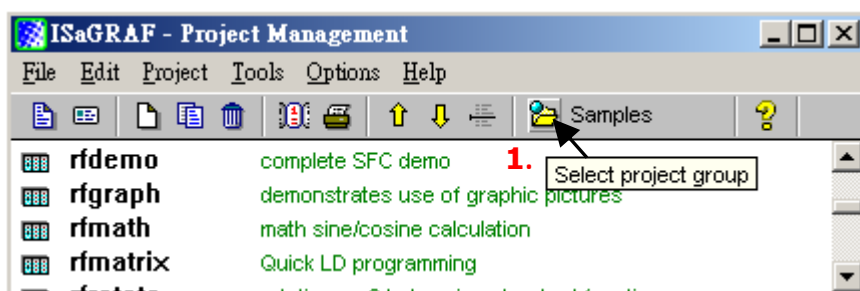 ISaGRAF - Project Management
File Edit Project Tools Options Help
Samples
rfdemo complete SFC demo 1.
Select project group
rfgraph demonstrates use of graphic pictures
rfmath math sine/cosine calculation
rfmatrix Quick LD programming